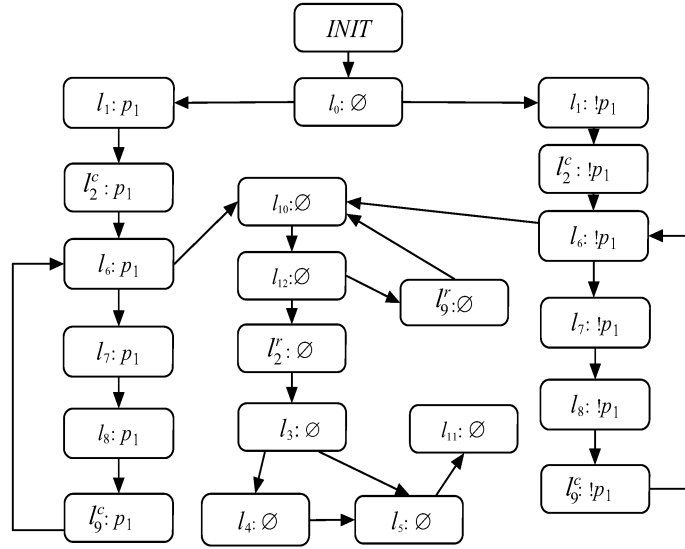 INIT
l₁: p₁
l₀: ∅
l₁: !p₁
l₂ᶜ: p₁
l₂ᶜ: !p₁
l₁₀:∅
l₆: p₁
l₆: !p₁
l₁₂:∅
l₉ʳ:∅
l₇: p₁
l₂ʳ: ∅
l₇: !p₁
l₈: p₁
l₃: ∅
l₁₁: ∅
l₈: !p₁
l₉ᶜ: p₁
l₄: ∅
l₅: ∅
l₉ᶜ: !p₁